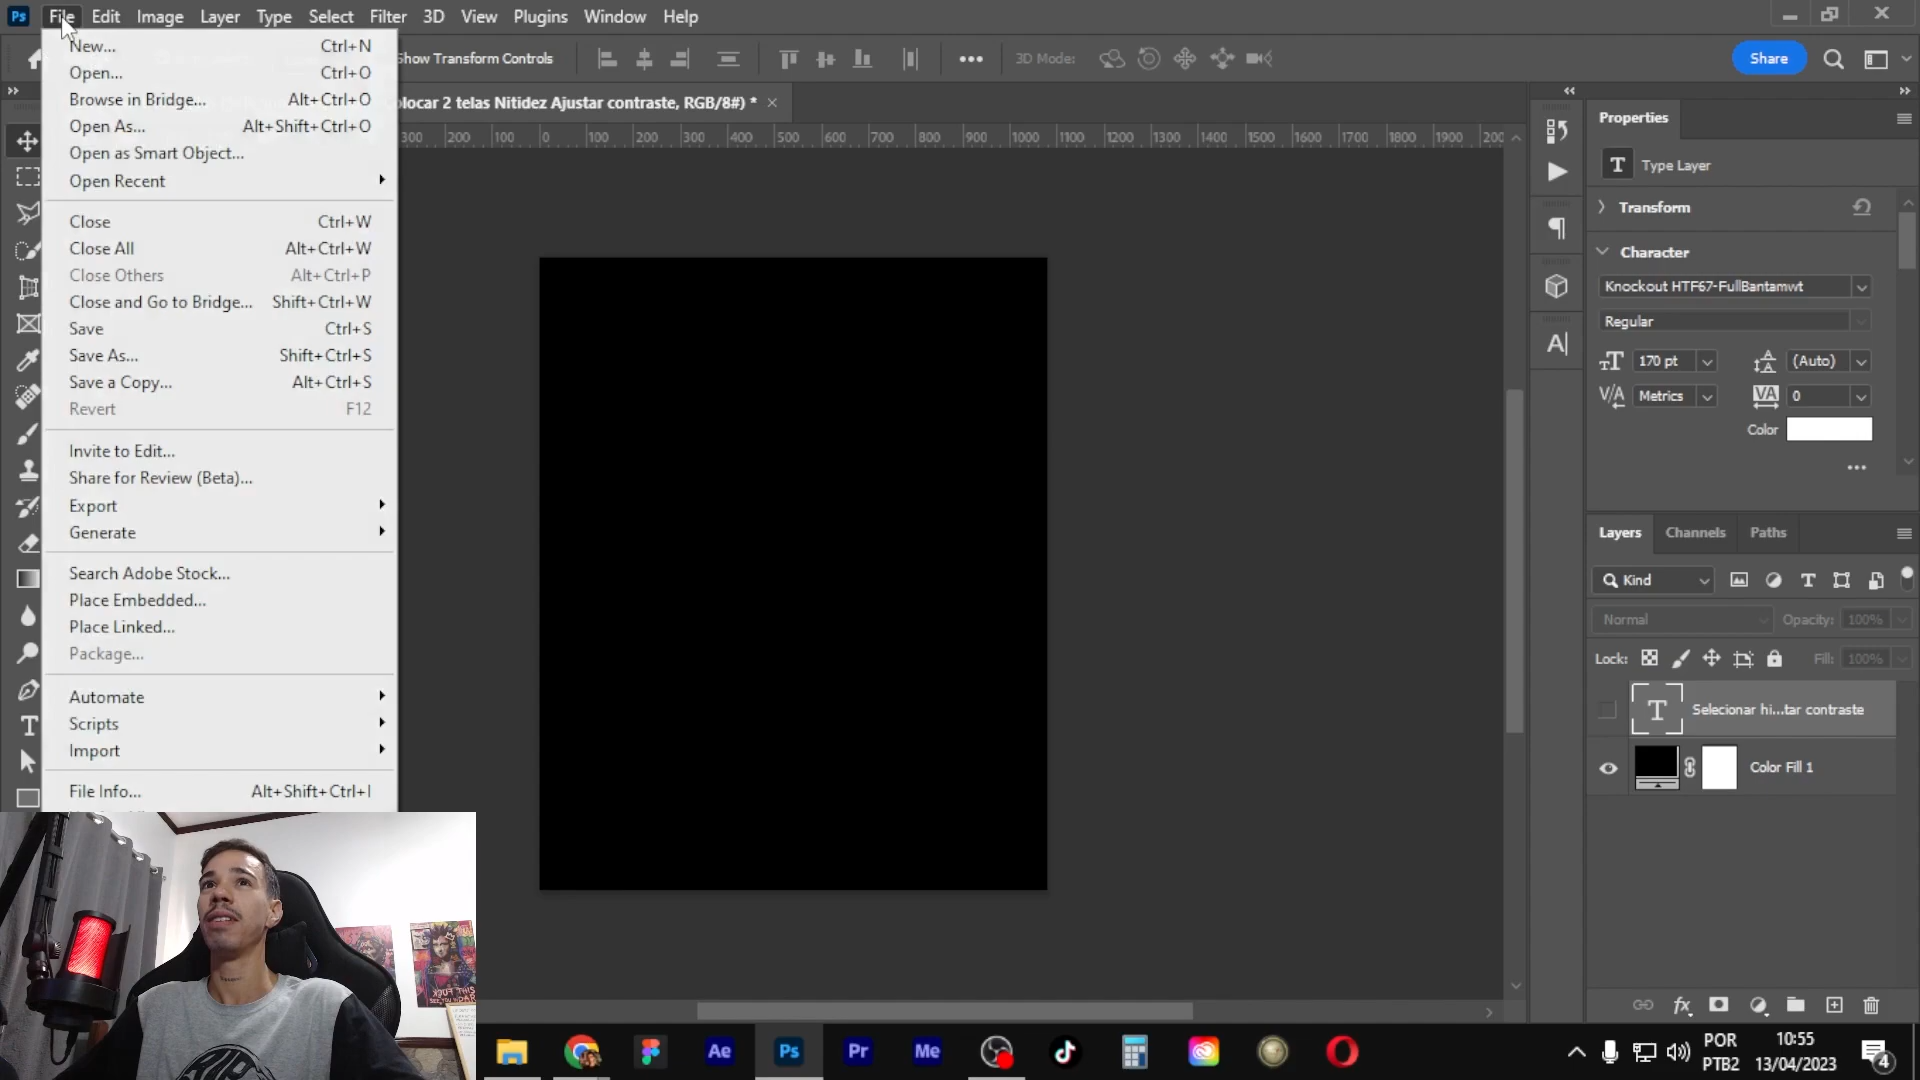 Ps File Edit Image Layer Type Select Filter 3D View Plugins Window Help
Show Transform Controls 3D Mode: Share
olocar 2 telas Nitidez Ajustar contraste, RGB/8#) *
300 200 100 0 100 200 300 400 500 600 700 800 900 1000 1100 1200 1300 1400 1500 1600 1700 1800 1900 200
New... Ctrl+N
Open... Ctrl+O
Browse in Bridge... Alt+Ctrl+O
Open As... Alt+Shift+Ctrl+O
Open as Smart Object...
Open Recent
Close Ctrl+W
Close All Alt+Ctrl+W
Close Others Alt+Ctrl+P
Close and Go to Bridge... Shift+Ctrl+W
Save Ctrl+S
Save As... Shift+Ctrl+S
Save a Copy... Alt+Ctrl+S
Revert F12
Invite to Edit...
Share for Review (Beta)...
Export
Generate
Search Adobe Stock...
Place Embedded...
Place Linked...
Package...
Automate
Scripts
Import
File Info... Alt+Shift+Ctrl+I
Properties
T Type Layer
Transform
Character
Knockout HTF67-FullBantamwt
Regular
170 pt (Auto)
Metrics 0
Color
Layers Channels Paths
Kind
Normal Opacity: 100%
Lock: Fill: 100%
T Selecionar hi...tar contraste
Color Fill 1
fx
Ae Ps Pr Me
POR
PTB2
10:55
13/04/2023
4